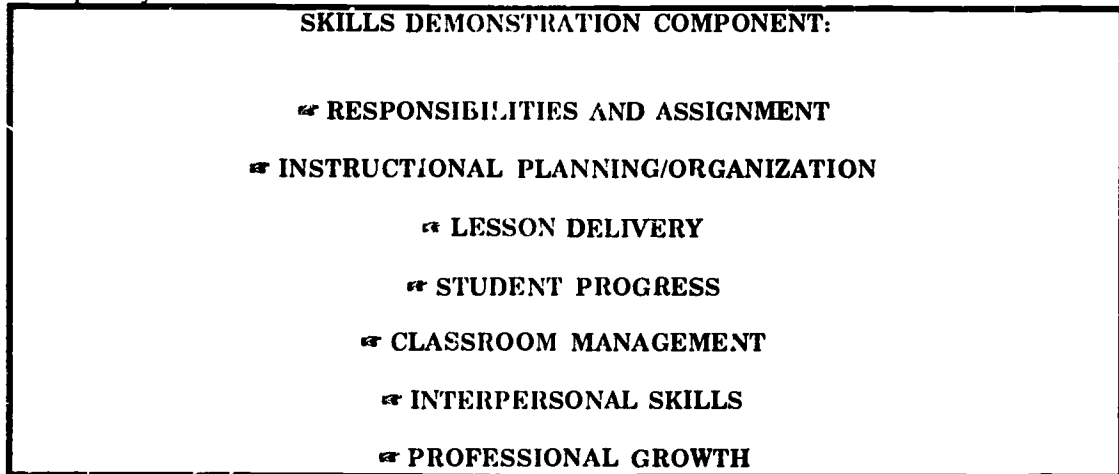 SKILLS DEMONSTRATION COMPONENT:
☞ RESPONSIBILITIES AND ASSIGNMENT
☞ INSTRUCTIONAL PLANNING/ORGANIZATION
☞ LESSON DELIVERY
☞ STUDENT PROGRESS
☞ CLASSROOM MANAGEMENT
☞ INTERPERSONAL SKILLS
☞ PROFESSIONAL GROWTH